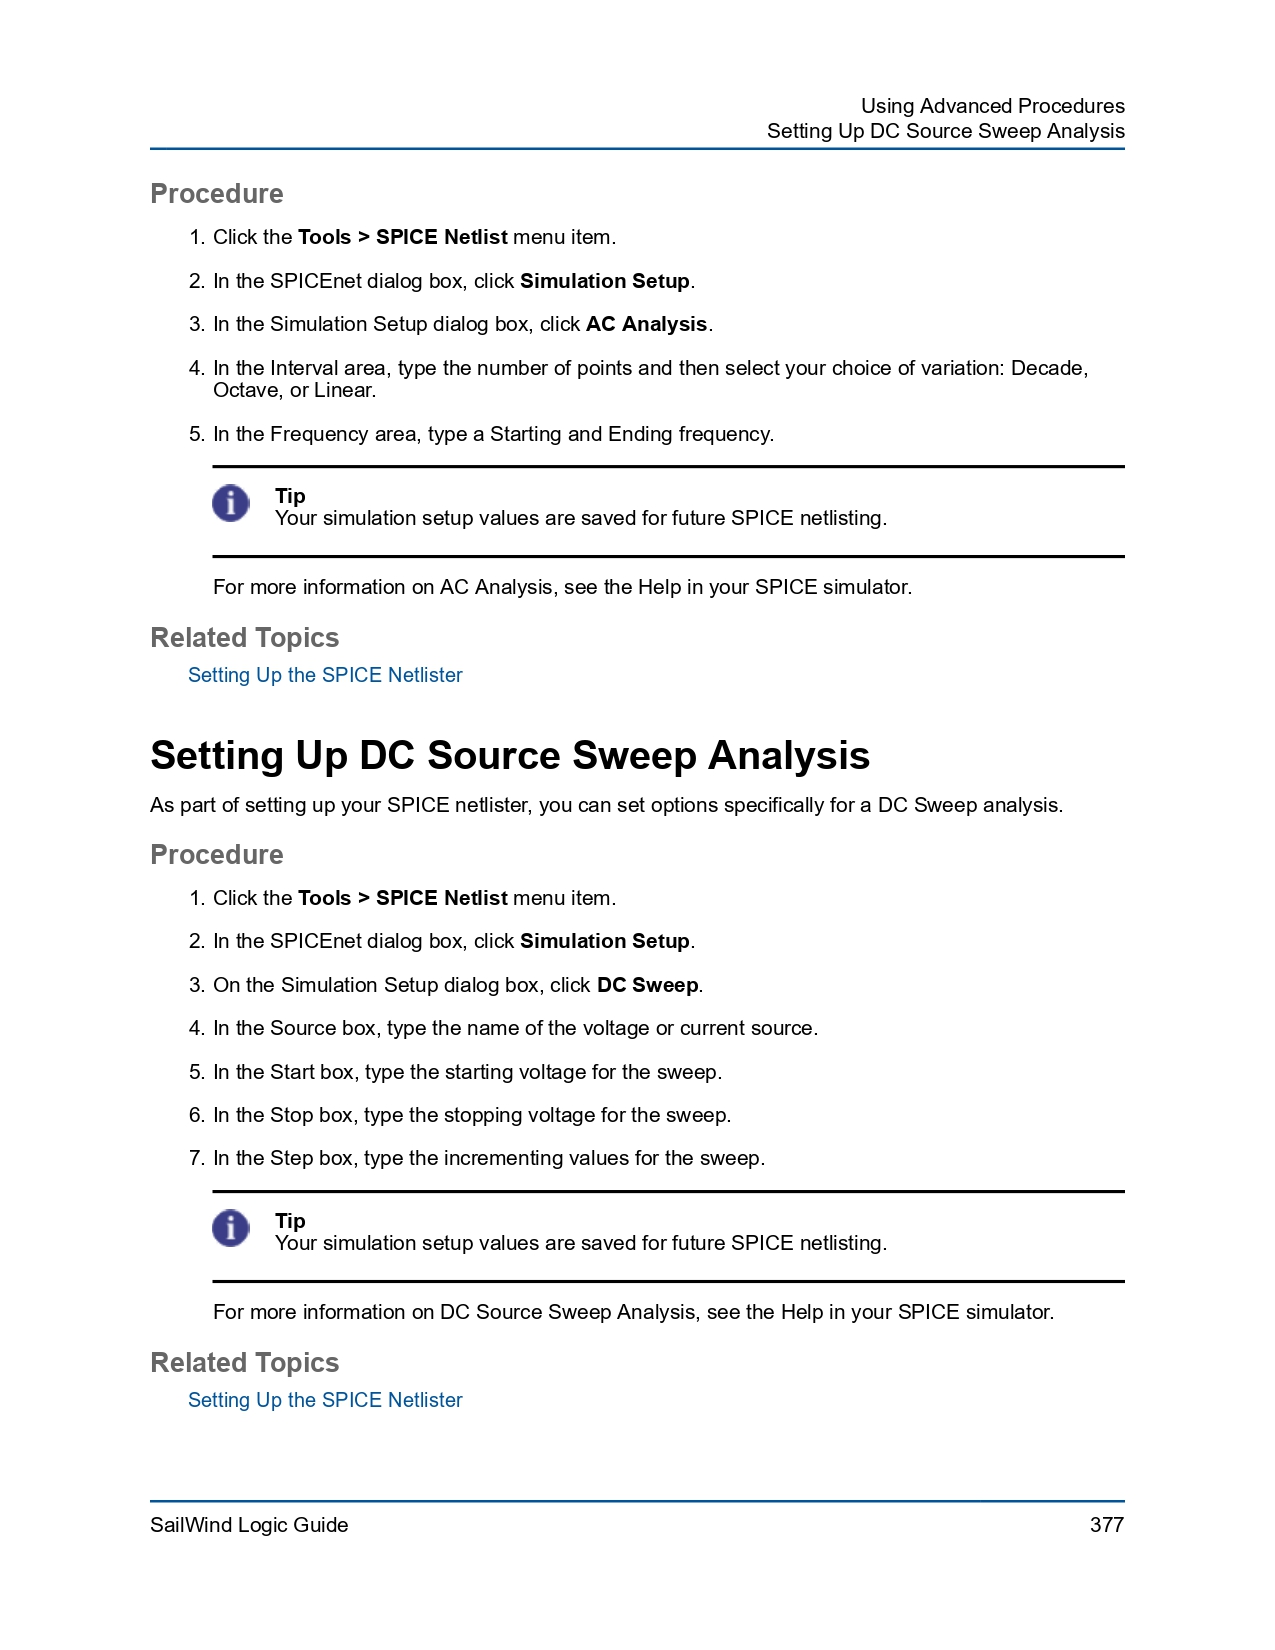 Using Advanced Procedures
Setting Up DC Source Sweep Analysis
Procedure
1. Click the Tools > SPICE Netlist menu item.
2. In the SPICEnet dialog box, click Simulation Setup.
3. In the Simulation Setup dialog box, click AC Analysis.
4. In the Interval area, type the number of points and then select your choice of variation: Decade,
Octave, or Linear.
5. In the Frequency area, type a Starting and Ending frequency.
Tip
Your simulation setup values are saved for future SPICE netlisting.
For more information on AC Analysis, see the Help in your SPICE simulator.
Related Topics
Setting Up the SPICE Netlister
Setting Up DC Source Sweep Analysis
As part of setting up your SPICE netlister, you can set options specifically for a DC Sweep analysis.
Procedure
1. Click the Tools > SPICE Netlist menu item.
2. In the SPICEnet dialog box, click Simulation Setup.
3. On the Simulation Setup dialog box, click DC Sweep.
4. In the Source box, type the name of the voltage or current source.
5. In the Start box, type the starting voltage for the sweep.
6. In the Stop box, type the stopping voltage for the sweep.
7. In the Step box, type the incrementing values for the sweep.
Tip
Your simulation setup values are saved for future SPICE netlisting.
For more information on DC Source Sweep Analysis, see the Help in your SPICE simulator.
Related Topics
Setting Up the SPICE Netlister
SailWind Logic Guide 377